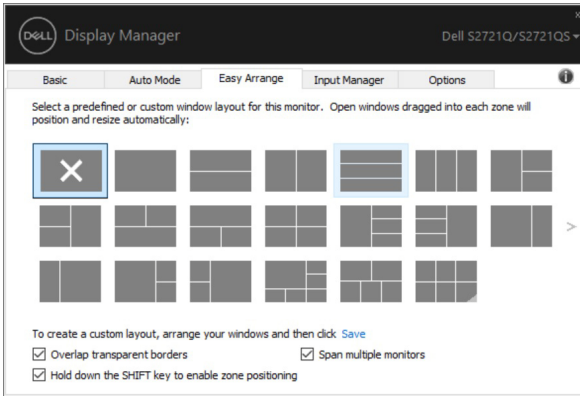 DELL Display Manager
Dell S2721Q/S2721QS
Basic Auto Mode Easy Arrange Input Manager Options
Select a predefined or custom window layout for this monitor. Open windows dragged into each zone will
position and resize automatically:
To create a custom layout, arrange your windows and then click Save
Overlap transparent borders Span multiple monitors
Hold down the SHIFT key to enable zone positioning